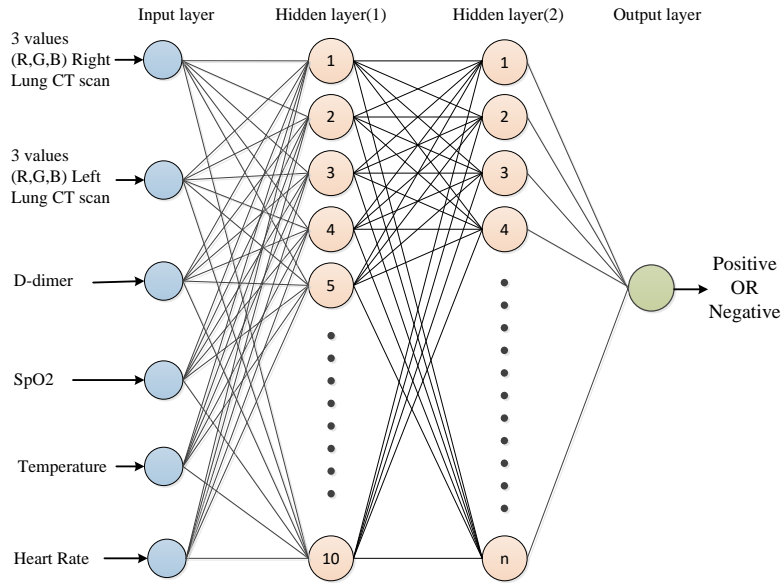 Input layer
Hidden layer(1)
Hidden layer(2)
Output layer
3 values
(R,G,B) Right
Lung CT scan
3 values
(R,G,B) Left
Lung CT scan
D-dimer
SpO2
Temperature
Heart Rate
1
2
3
4
5
10
1
2
3
4
n
Positive
OR
Negative